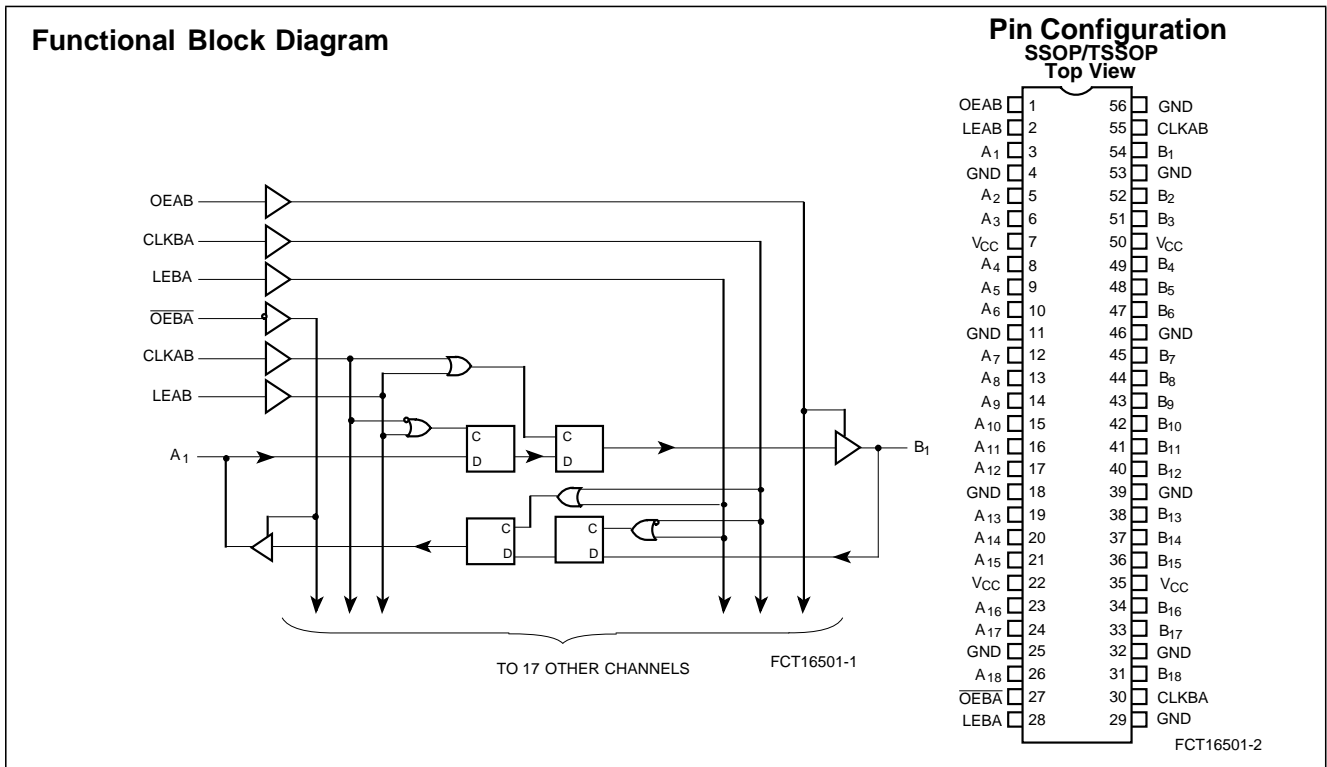 Functional Block Diagram
OEAB
CLKBA
LEBA
OEBA
CLKAB
LEAB
C
D
C
D
A1
B1
C
D
C
D
TO 17 OTHER CHANNELS
FCT16501-1
Pin Configuration
SSOP/TSSOP
Top View
OEAB 1 56 GND
LEAB 2 55 CLKAB
A1 3 54 B1
GND 4 53 GND
A2 5 52 B2
A3 6 51 B3
VCC 7 50 VCC
A4 8 49 B4
A5 9 48 B5
A6 10 47 B6
GND 11 46 GND
A7 12 45 B7
A8 13 44 B8
A9 14 43 B9
A10 15 42 B10
A11 16 41 B11
A12 17 40 B12
GND 18 39 GND
A13 19 38 B13
A14 20 37 B14
A15 21 36 B15
VCC 22 35 VCC
A16 23 34 B16
A17 24 33 B17
GND 25 32 GND
A18 26 31 B18
OEBA 27 30 CLKBA
LEBA 28 29 GND
FCT16501-2